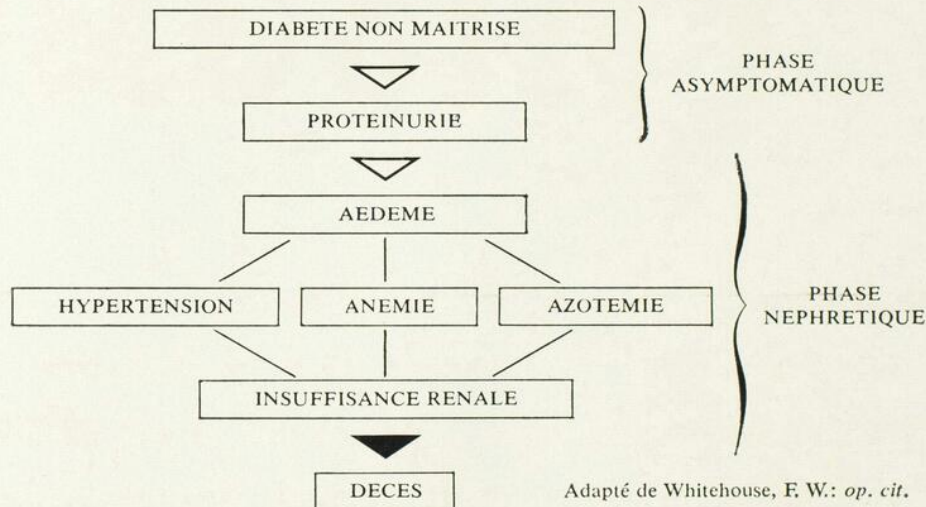 DIABETE NON MAITRISE
PHASE
ASYMPTOMATIQUE
PROTEINURIE
AEDEME
HYPERTENSION
ANEMIE
AZOTEMIE
PHASE
NEPHRETIQUE
INSUFFISANCE RENALE
DECES
Adapté de Whitehouse, F. W.: op. cit.